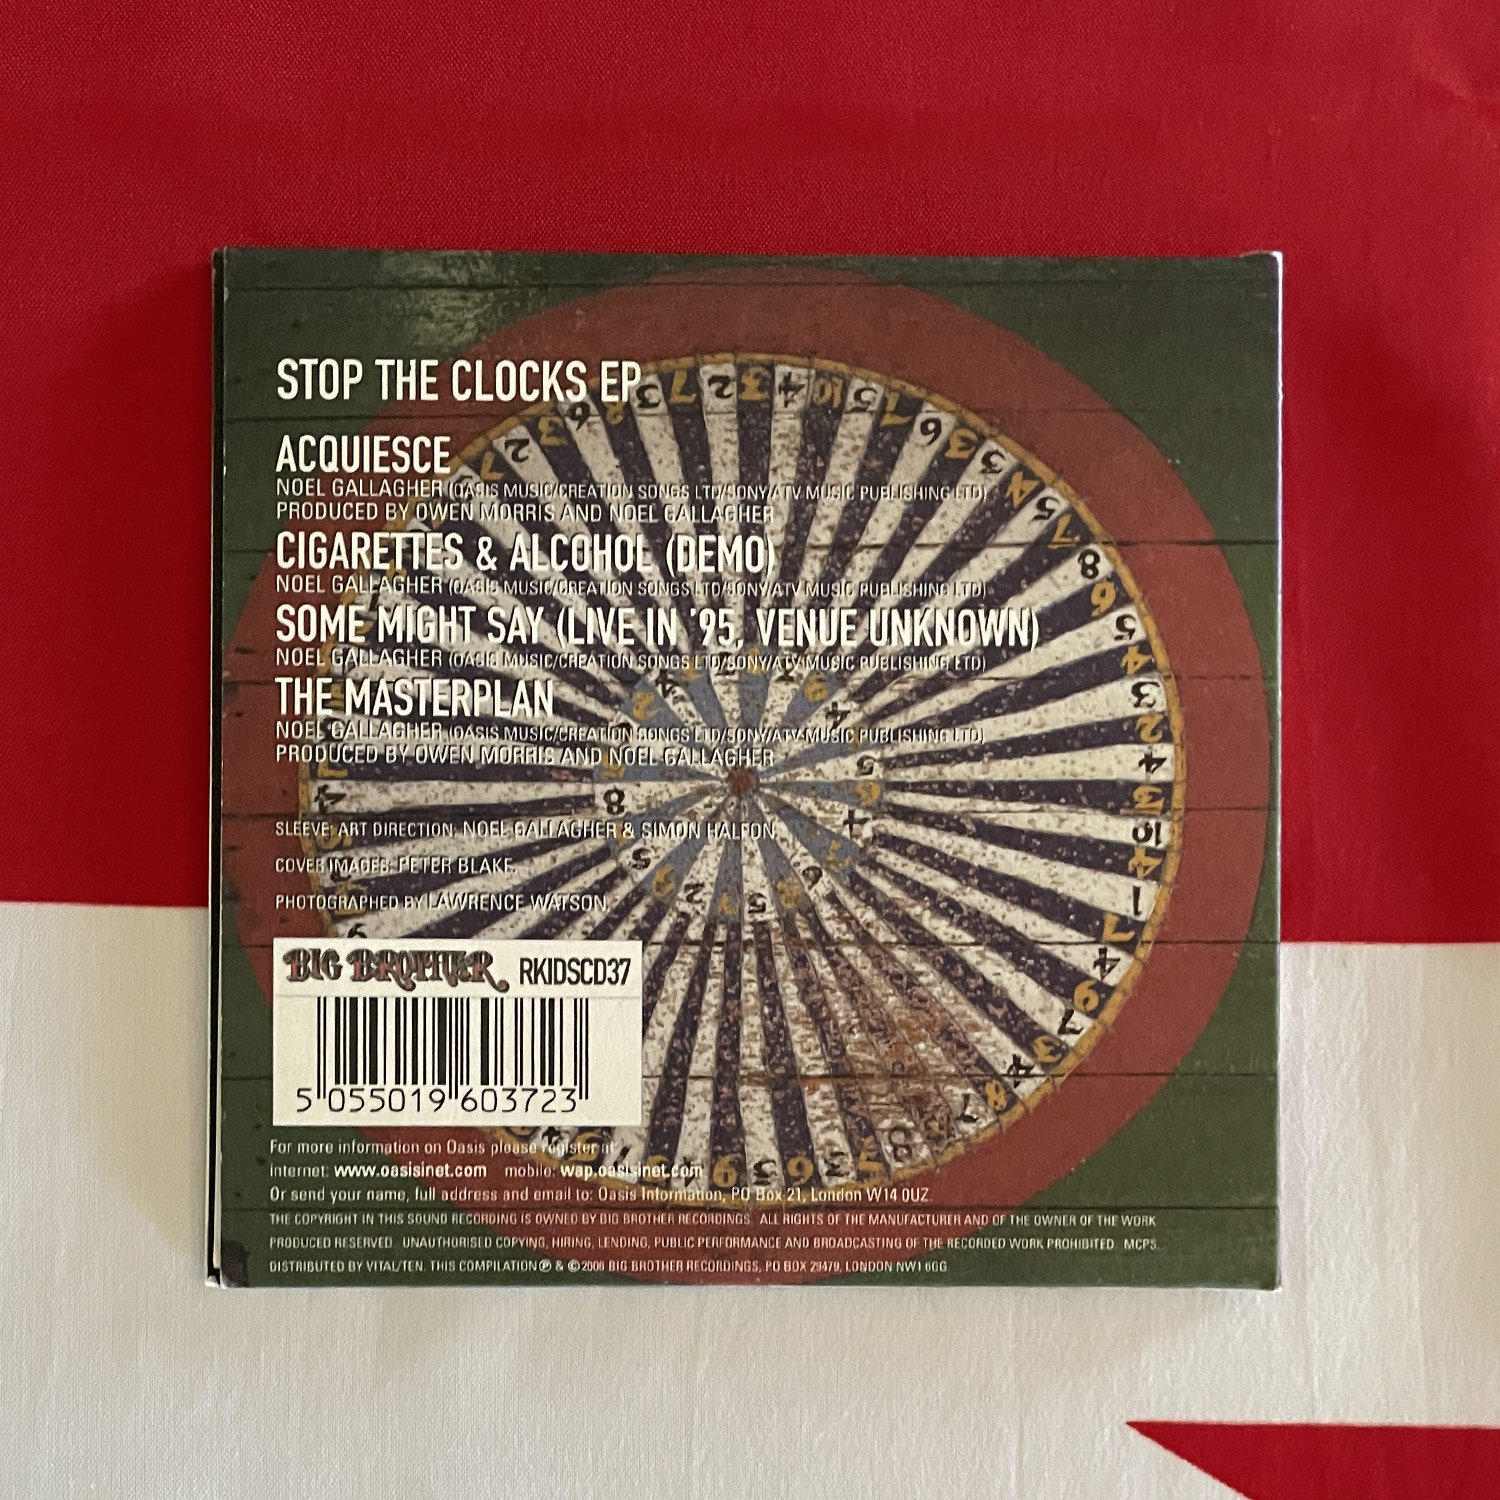 STOP THE CLOCKS EP
ACQUIESCE
NOEL GALLAGHER (OASIS MUSIC/CREATION SONGS LTD/SONY/ATV MUSIC PUBLISHING LTD)
PRODUCED BY OWEN MORRIS AND NOEL GALLAGHER
CIGARETTES & ALCOHOL (DEMO)
NOEL GALLAGHER (OASIS MUSIC/CREATION SONGS LTD/SONY/ATV MUSIC PUBLISHING LTD)
SOME MIGHT SAY (LIVE IN '95, VENUE UNKNOWN)
NOEL GALLAGHER (OASIS MUSIC/CREATION SONGS LTD/SONY/ATV MUSIC PUBLISHING LTD)
THE MASTERPLAN
NOEL GALLAGHER (OASIS MUSIC/CREATION SONGS LTD/SONY/ATV MUSIC PUBLISHING LTD)
PRODUCED BY OWEN MORRIS AND NOEL GALLAGHER
SLEEVE: ART DIRECTION: NOEL GALLAGHER & SIMON HALFON.
COVER IMAGES: PETER BLAKE.
PHOTOGRAPHED BY LAWRENCE WATSON.
BIG BROTHER RKIDSCD37
5 055019 603723
For more information on Oasis please register at
internet: www.oasisinet.com mobile: wap.oasisinet.com
Or send your name, full address and email to: Oasis Information, PO Box 21, London W14 0UZ.
THE COPYRIGHT IN THIS SOUND RECORDING IS OWNED BY BIG BROTHER RECORDINGS. ALL RIGHTS OF THE MANUFACTURER AND OF THE OWNER OF THE WORK
PRODUCED RESERVED. UNAUTHORISED COPYING, HIRING, LENDING, PUBLIC PERFORMANCE AND BROADCASTING OF THE RECORDED WORK PROHIBITED. MCPS.
DISTRIBUTED BY VITAL/TEN. THIS COMPILATION ℗ & © 2006 BIG BROTHER RECORDINGS, PO BOX 29479, LONDON NW1 6GG